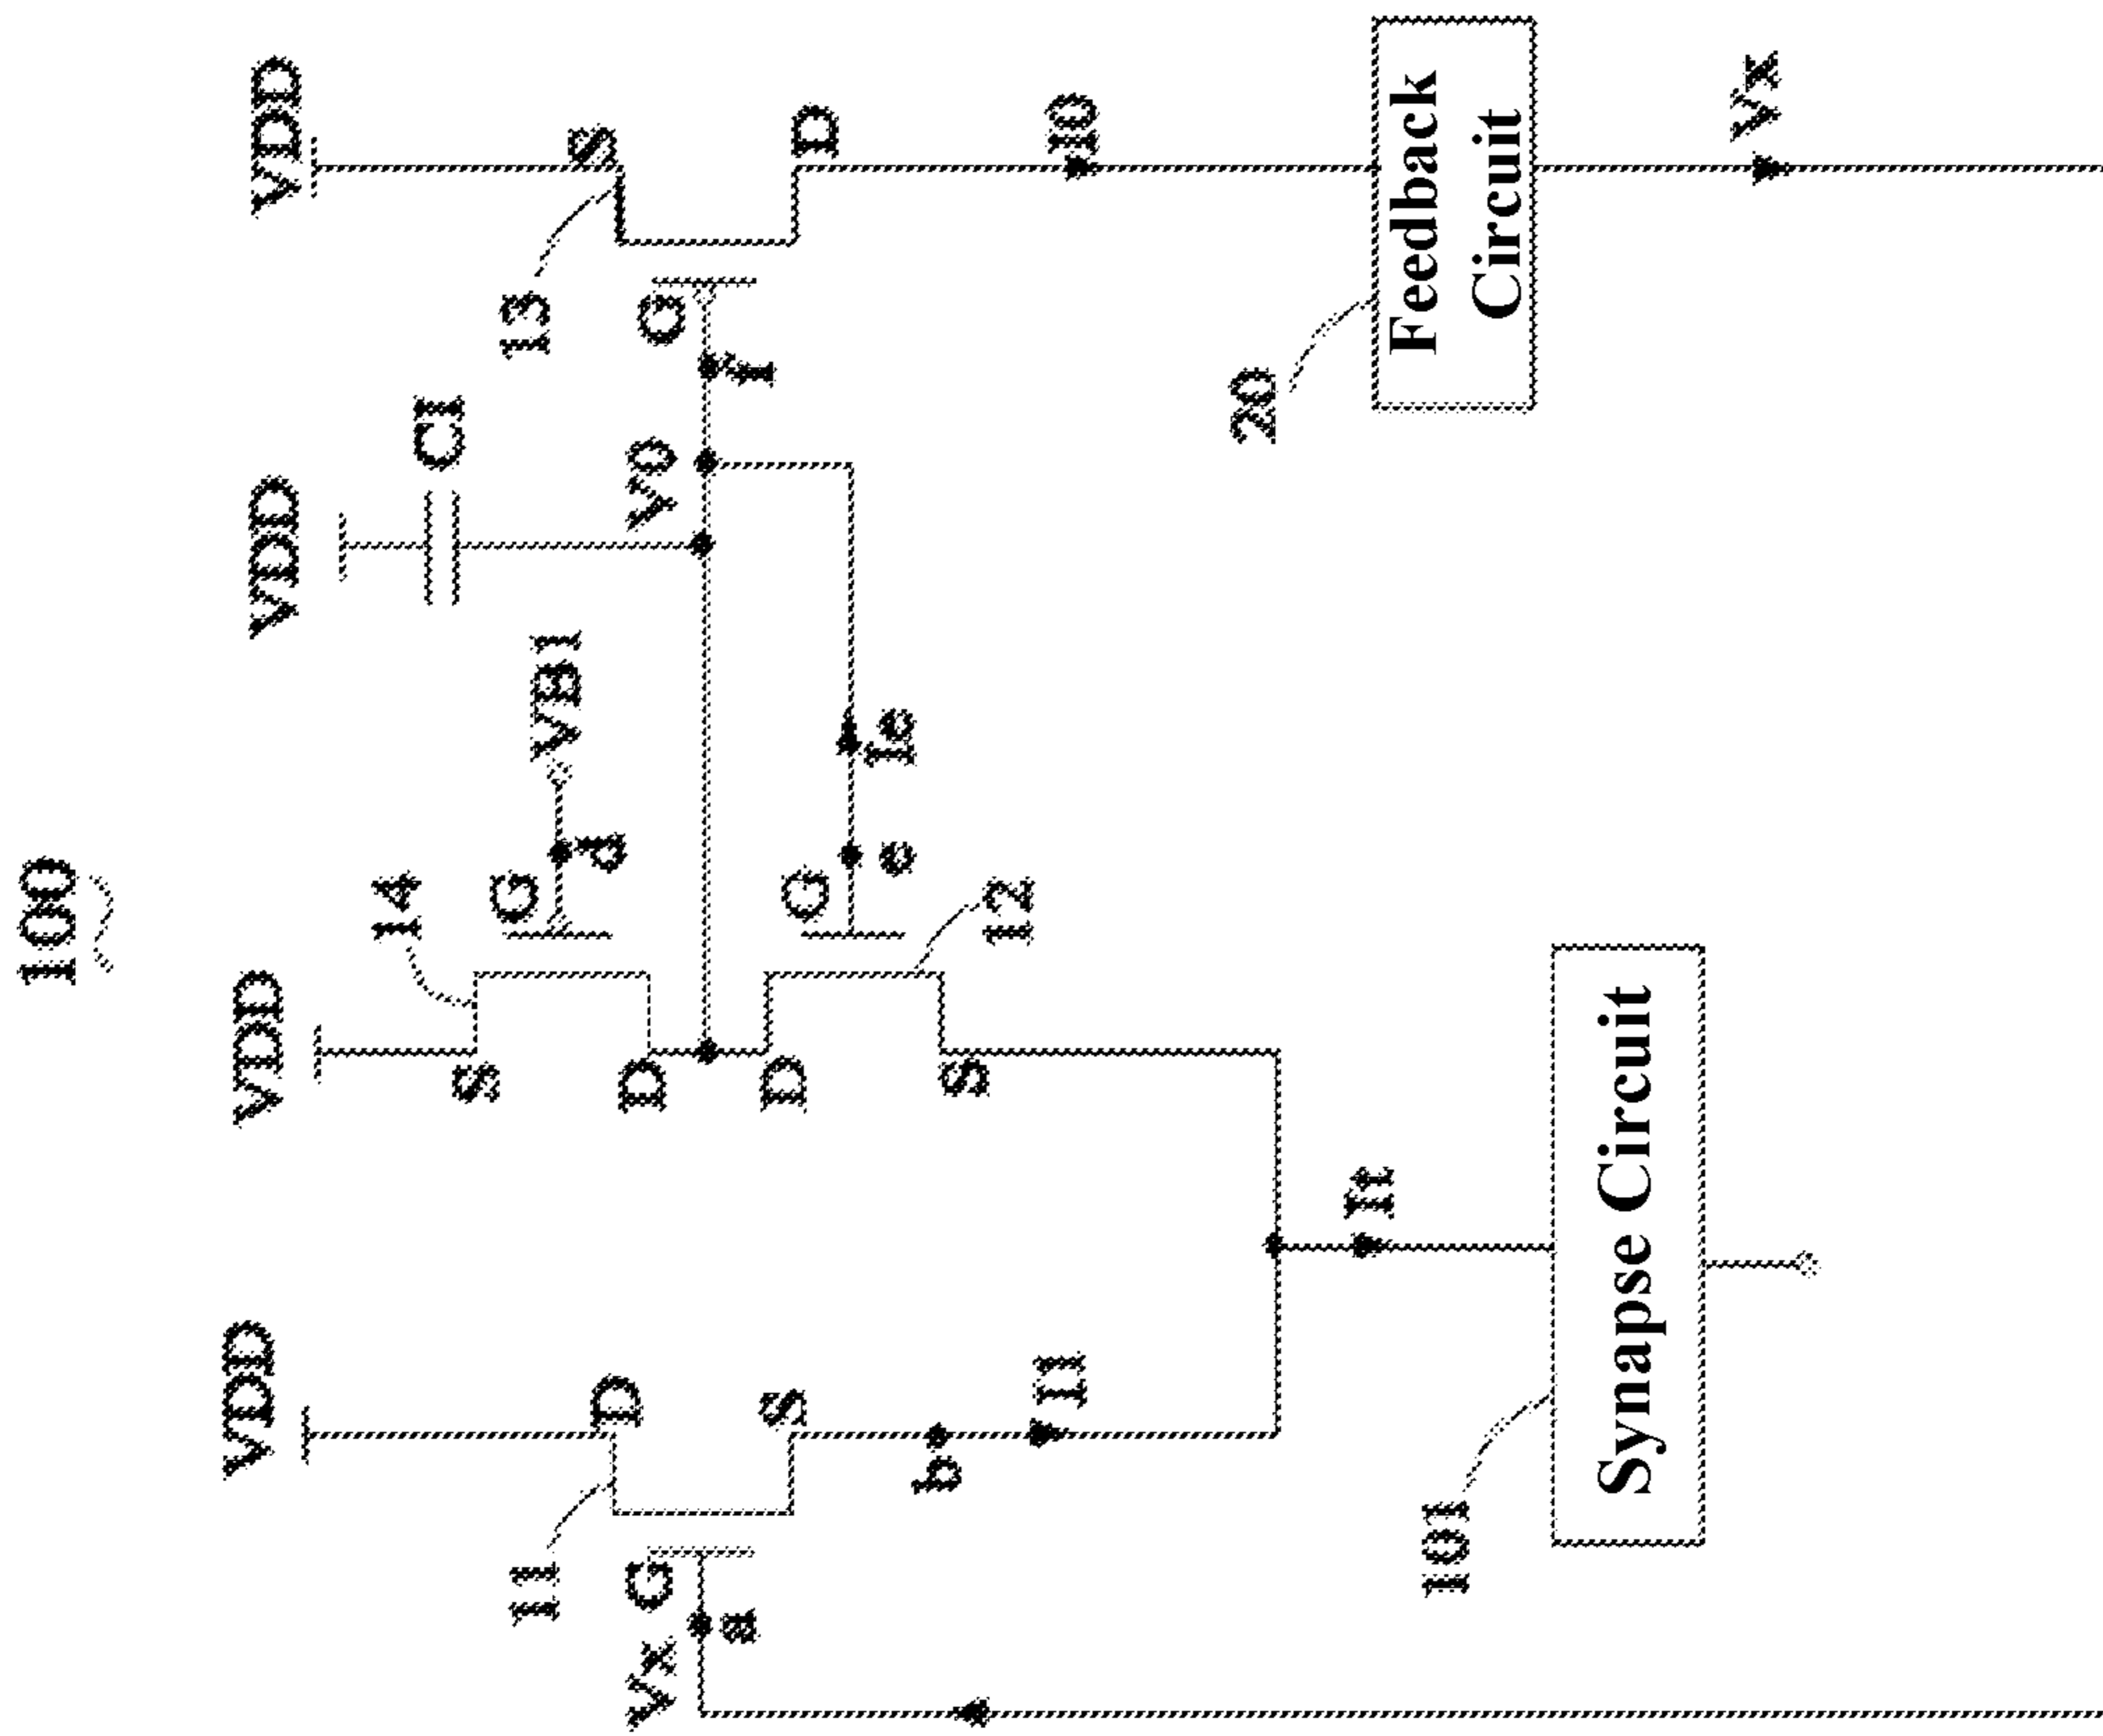 100
VDD
VDD
VDD
VDD
14
CI
S
G
13
11
VB1
S
d
D
D
Vx
G
V0
G
a
f
D
S
G
D
Ie
e
b
S
12
I1
I0
20
It
Feedback
Circuit
101
Synapse Circuit
Vx